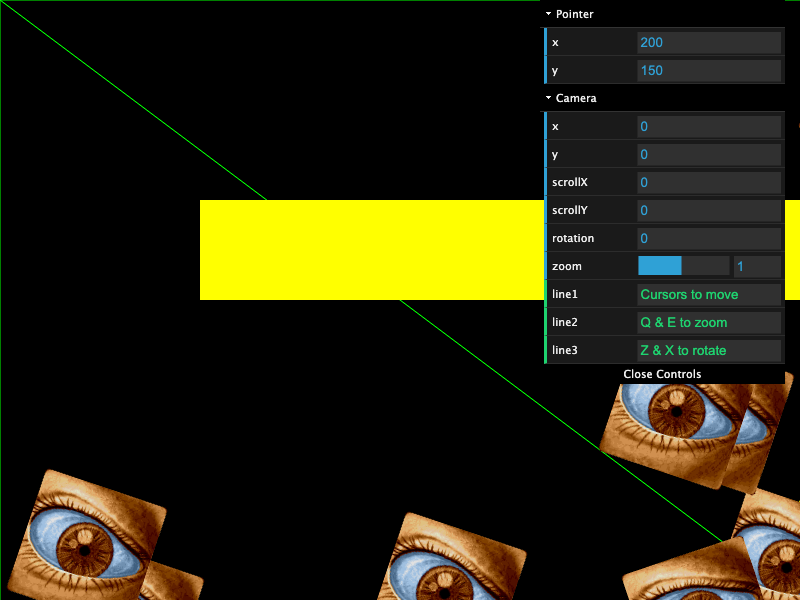 Pointer
x 200
y 150
Camera
x 0
y 0
scrollX 0
scrollY 0
rotation 0
zoom 1
line1 Cursors to move
line2 Q & E to zoom
line3 Z & X to rotate
Close Controls